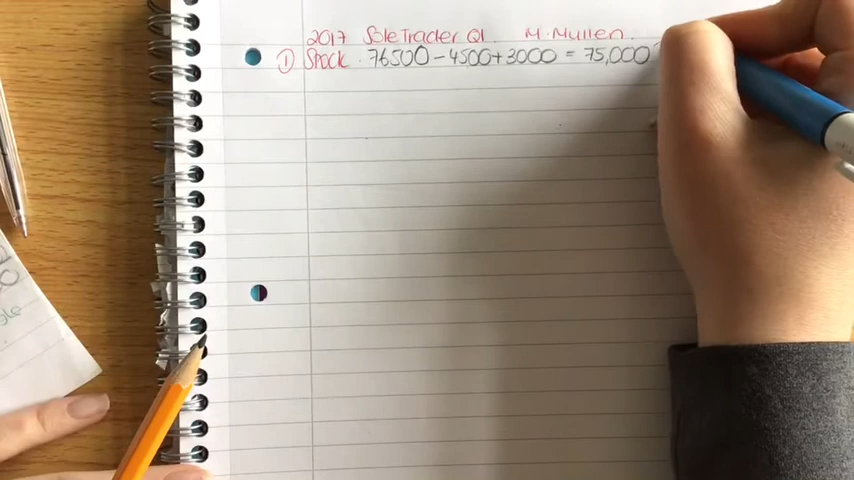 2017 Sole Trader Q1 M. Mullen.
① Stock . 76500 - 4500 + 3000 = 75,000